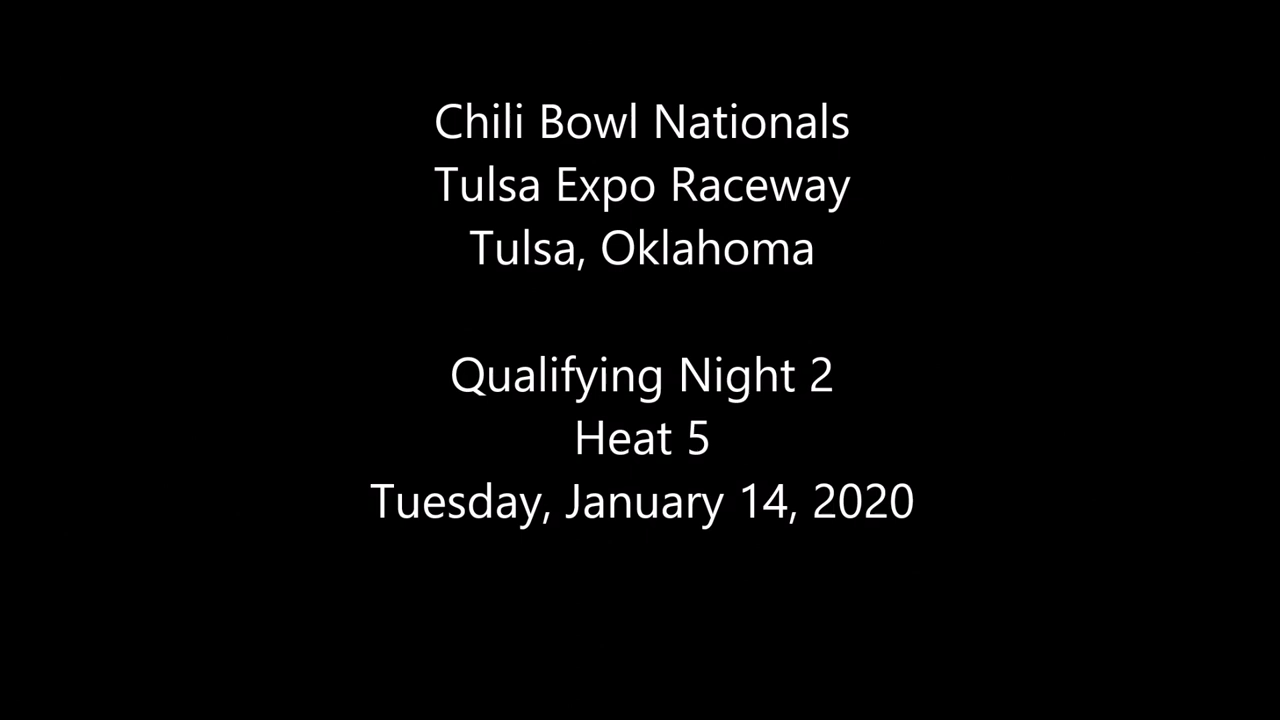 Chili Bowl Nationals
Tulsa Expo Raceway
Tulsa, Oklahoma
Qualifying Night 2
Heat 5
Tuesday, January 14, 2020